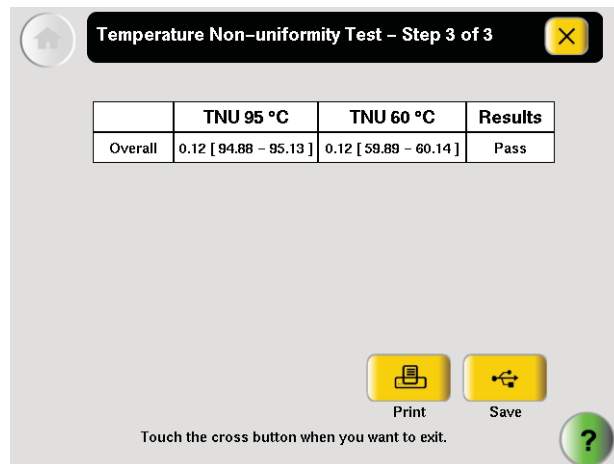 Temperature Non-uniformity Test – Step 3 of 3
TNU 95 °C TNU 60 °C Results
Overall 0.12 [ 94.88 – 95.13 ] 0.12 [ 59.89 – 60.14 ] Pass
Print Save
Touch the cross button when you want to exit.
?